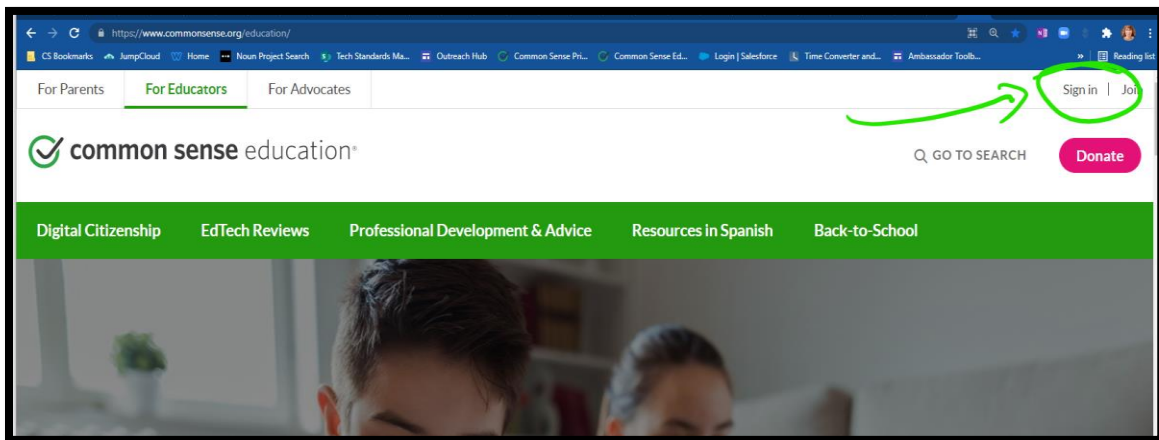 https://www.commonsense.org/education/
CS Bookmarks JumpCloud Home Noun Project Search Tech Standards Ma... Outreach Hub Common Sense Pri... Common Sense Ed... Login | Salesforce Time Converter and... Ambassador Toolb... » Reading list
For Parents For Educators For Advocates Sign in | Join
common sense education®
GO TO SEARCH Donate
Digital Citizenship EdTech Reviews Professional Development & Advice Resources in Spanish Back-to-School